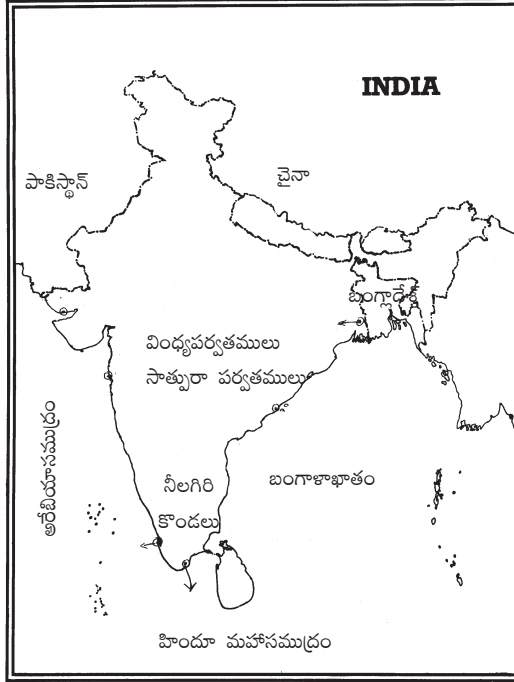 INDIA
చైనా
పాకిస్థాన్
బంగ్లాదేశ్
వింధ్యపర్వతములు
సాత్పురా పర్వతములు
అరేబియాసముద్రం
నీలగిరి
కొండలు
బంగాళాఖాతం
హిందూ మహాసముద్రం